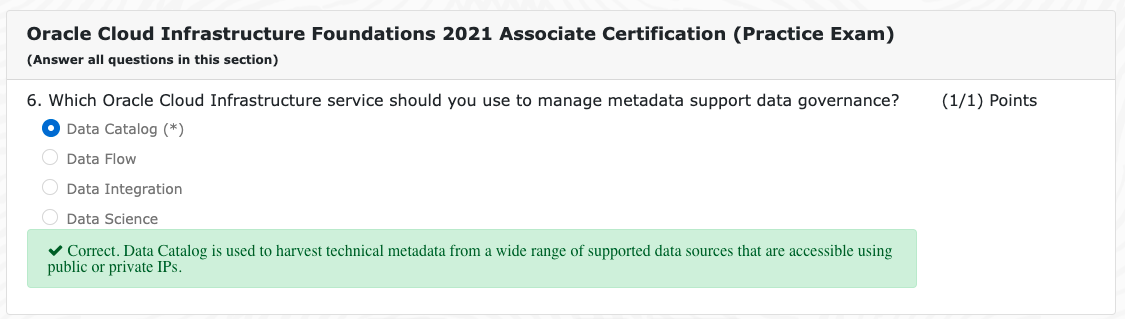 Oracle Cloud Infrastructure Foundations 2021 Associate Certification (Practice Exam)
(Answer all questions in this section)
6. Which Oracle Cloud Infrastructure service should you use to manage metadata support data governance? (1/1) Points
Data Catalog (*)
Data Flow
Data Integration
Data Science
✔ Correct. Data Catalog is used to harvest technical metadata from a wide range of supported data sources that are accessible using
public or private IPs.